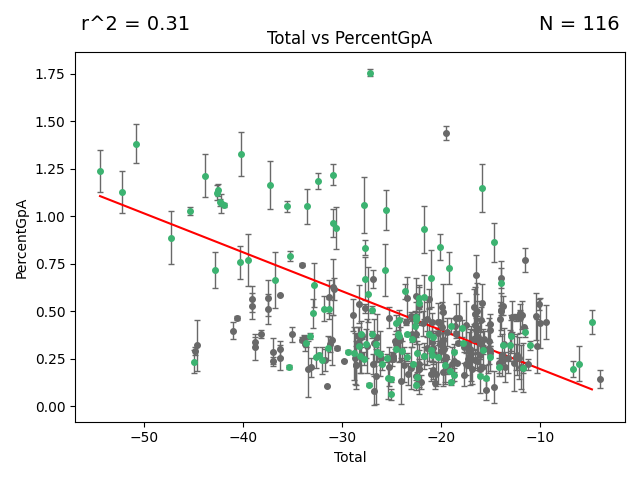 r^2 = 0.31
N = 116
Total vs PercentGpA
PercentGpA
1.75
1.50
1.25
1.00
0.75
0.50
0.25
0.00
−50
−40
−30
−20
−10
Total